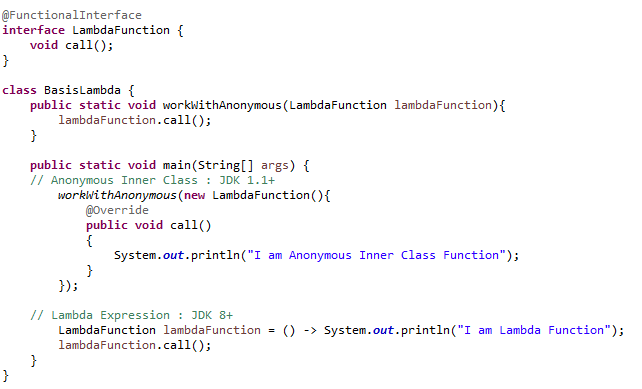 @FunctionalInterface
interface LambdaFunction {
    void call();
}

class BasisLambda {
    public static void workWithAnonymous(LambdaFunction lambdaFunction){
        lambdaFunction.call();
    }

    public static void main(String[] args) {
    // Anonymous Inner Class : JDK 1.1+
        workWithAnonymous(new LambdaFunction(){
            @Override
            public void call()
            {
                System.out.println("I am Anonymous Inner Class Function");
            }
        });

    // Lambda Expression : JDK 8+
        LambdaFunction lambdaFunction = () -> System.out.println("I am Lambda Function");
        lambdaFunction.call();
    }
}